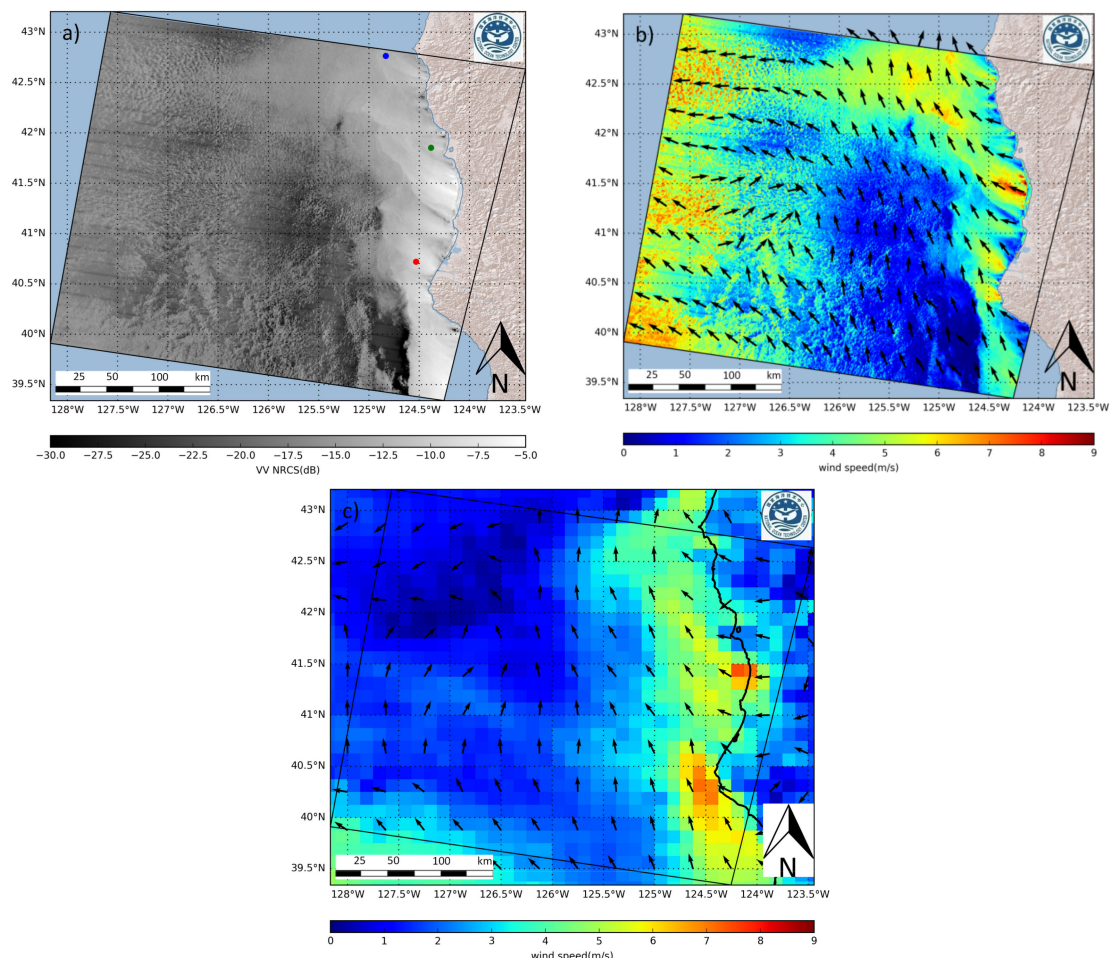 a)
43°N
42.5°N
42°N
41.5°N
41°N
40.5°N
40°N
39.5°N
25 50 100 km
N
128°W 127.5°W 127°W 126.5°W 126°W 125.5°W 125°W 124.5°W 124°W 123.5°W
−30.0 −27.5 −25.0 −22.5 −20.0 −17.5 −15.0 −12.5 −10.0 −7.5 −5.0
VV NRCS(dB)
b)
43°N
42.5°N
42°N
41.5°N
41°N
40.5°N
40°N
39.5°N
25 50 100 km
N
128°W 127.5°W 127°W 126.5°W 126°W 125.5°W 125°W 124.5°W 124°W 123.5°W
0 1 2 3 4 5 6 7 8 9
wind speed(m/s)
c)
43°N
42.5°N
42°N
41.5°N
41°N
40.5°N
40°N
39.5°N
25 50 100 km
N
128°W 127.5°W 127°W 126.5°W 126°W 125.5°W 125°W 124.5°W 124°W 123.5°W
0 1 2 3 4 5 6 7 8 9
wind speed(m/s)